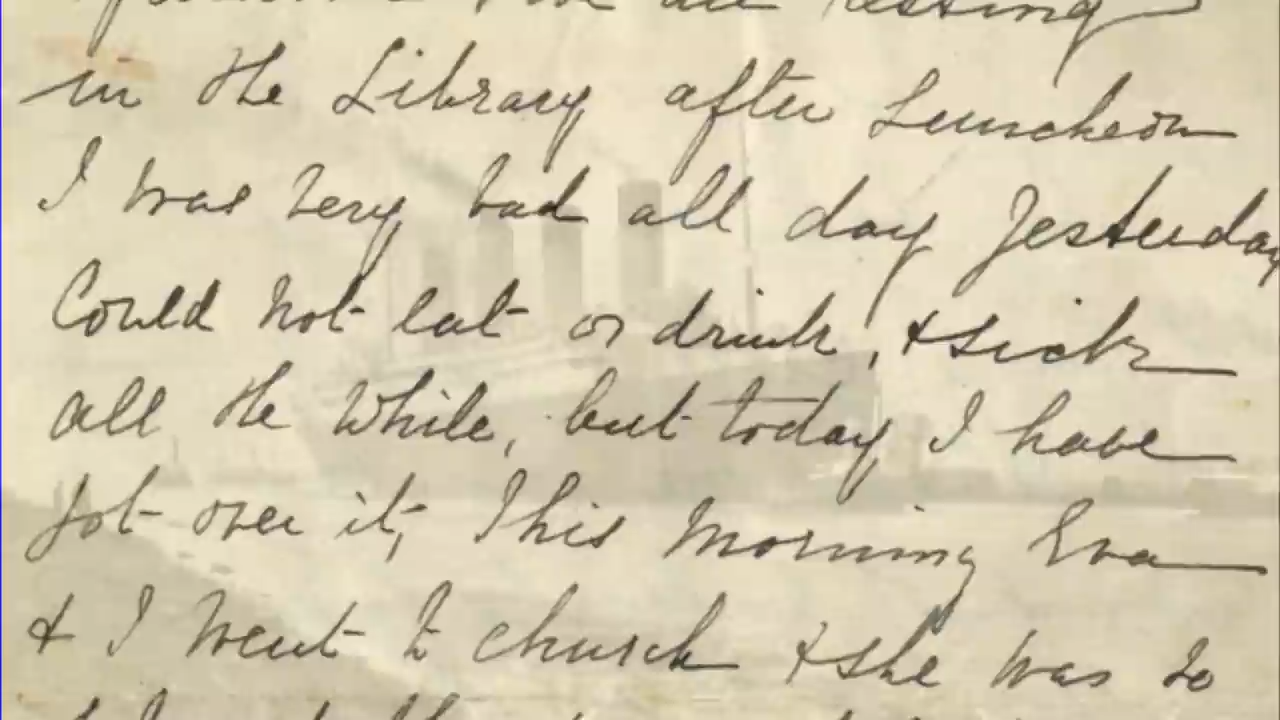 resting
in the Library after Luncheon
I was very bad all day Yesterday
Could not eat or drink, & sick
all the while, but today I have
got over it, This morning Eva
& I went to church & she was so